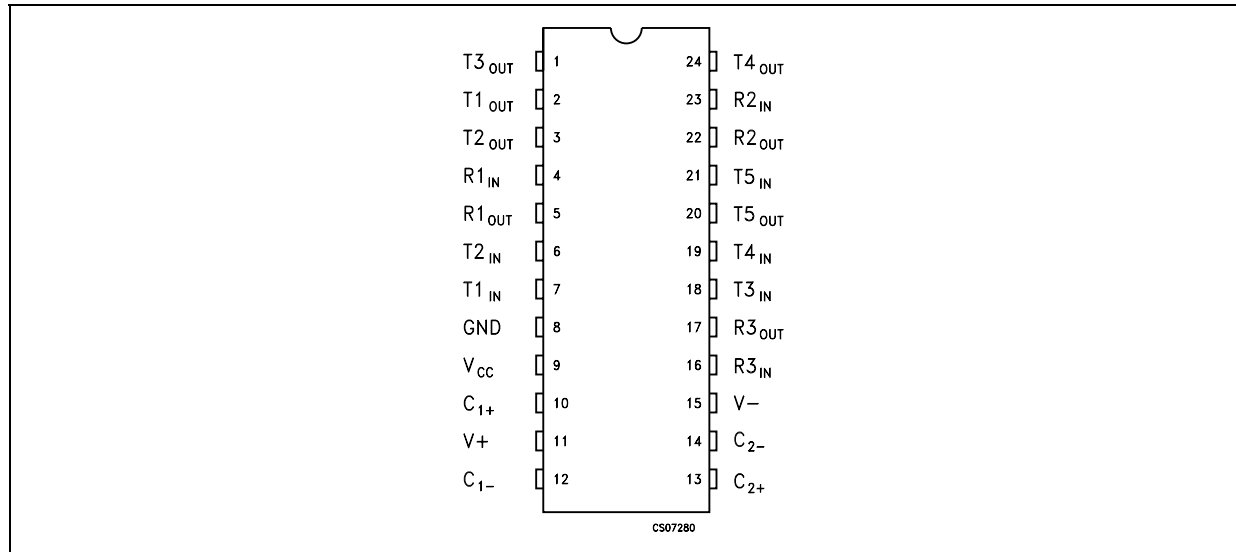 T3 OUT 1 24 T4 OUT
T1 OUT 2 23 R2 IN
T2 OUT 3 22 R2 OUT
R1 IN 4 21 T5 IN
R1 OUT 5 20 T5 OUT
T2 IN 6 19 T4 IN
T1 IN 7 18 T3 IN
GND 8 17 R3 OUT
VCC 9 16 R3 IN
C1+ 10 15 V−
V+ 11 14 C2−
C1− 12 13 C2+
CS07280